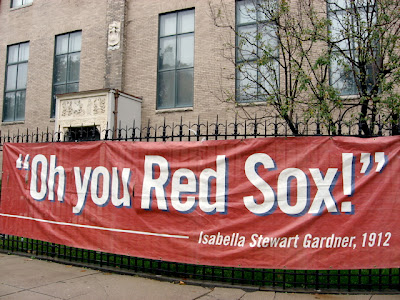 “Oh you Red Sox!”
Isabella Stewart Gardner, 1912